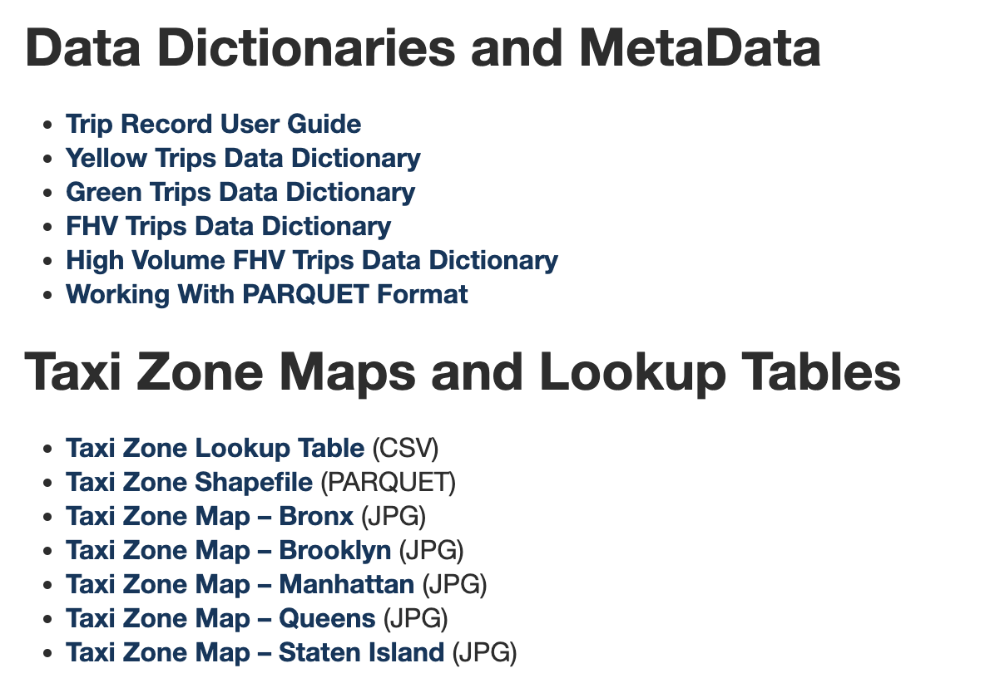 Data Dictionaries and MetaData
• Trip Record User Guide
• Yellow Trips Data Dictionary
• Green Trips Data Dictionary
• FHV Trips Data Dictionary
• High Volume FHV Trips Data Dictionary
• Working With PARQUET Format
Taxi Zone Maps and Lookup Tables
• Taxi Zone Lookup Table (CSV)
• Taxi Zone Shapefile (PARQUET)
• Taxi Zone Map – Bronx (JPG)
• Taxi Zone Map – Brooklyn (JPG)
• Taxi Zone Map – Manhattan (JPG)
• Taxi Zone Map – Queens (JPG)
• Taxi Zone Map – Staten Island (JPG)